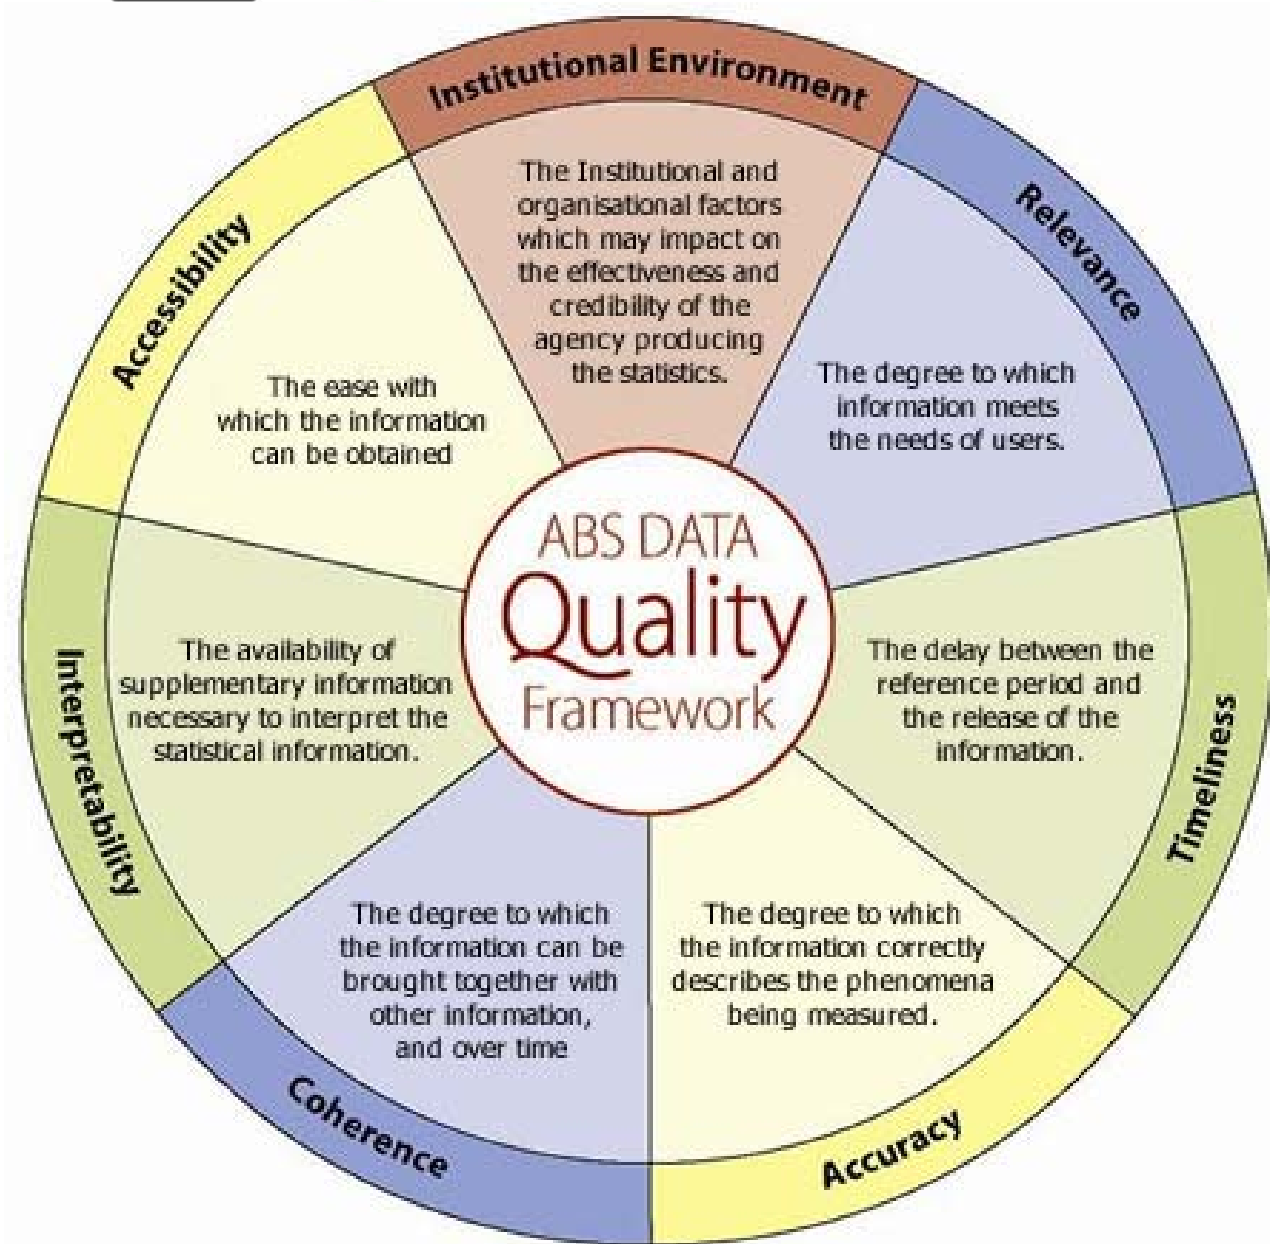 Institutional Environment
The Institutional and
organisational factors
which may impact on
the effectiveness and
credibility of the
agency producing
the statistics.
Relevance
The degree to which
information meets
the needs of users.
Timeliness
The delay between the
reference period and
the release of the
information.
Accuracy
The degree to which
the information correctly
describes the phenomena
being measured.
Coherence
The degree to which
the information can be
brought together with
other information,
and over time
Interpretability
The availability of
supplementary information
necessary to interpret the
statistical information.
Accessibility
The ease with
which the information
can be obtained
ABS DATA
Quality
Framework